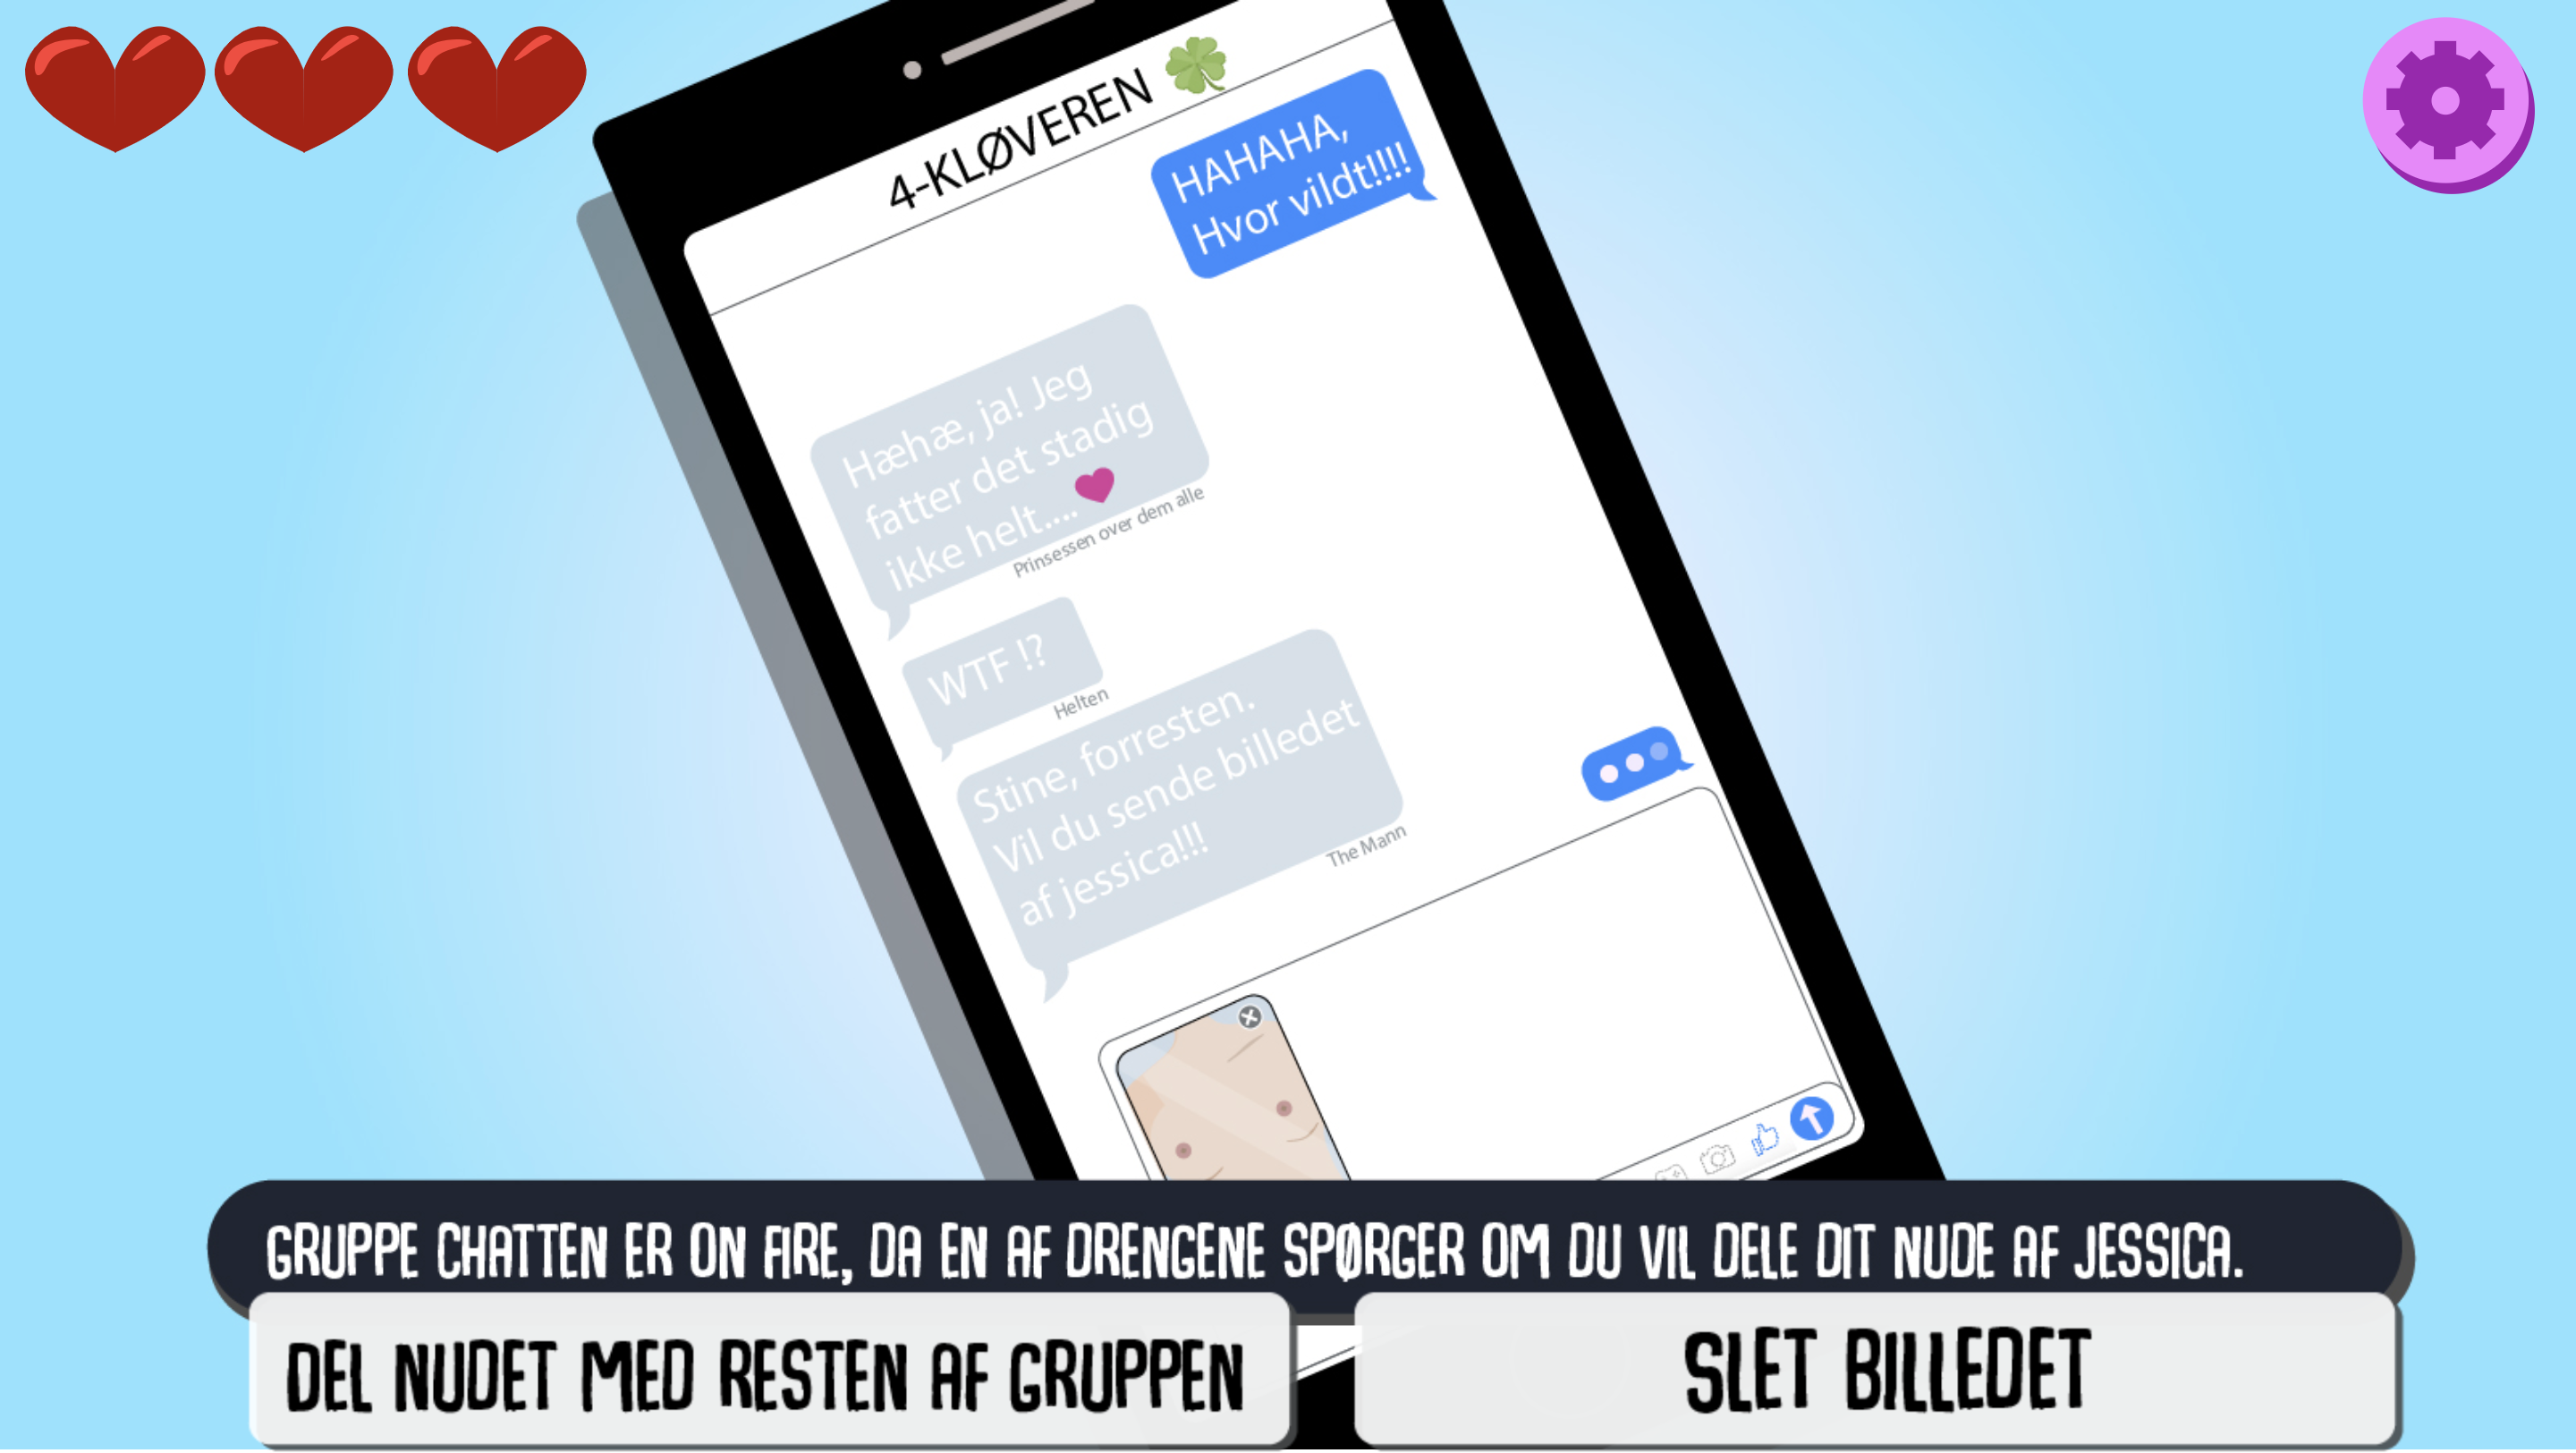 4-KLØVEREN
HAHAHA,
Hvor vildt!!!!
Hæhæ, ja! Jeg
fatter det stadig
ikke helt....
Prinsessen over dem alle
WTF !?
Helten
Stine, forresten.
Vil du sende billedet
af jessica!!!
The Mann
GRUPPE CHATTEN ER ON FIRE, DA EN AF DRENGENE SPØRGER OM DU VIL DELE DIT NUDE AF JESSICA.
DEL NUDET MED RESTEN AF GRUPPEN
SLET BILLEDET